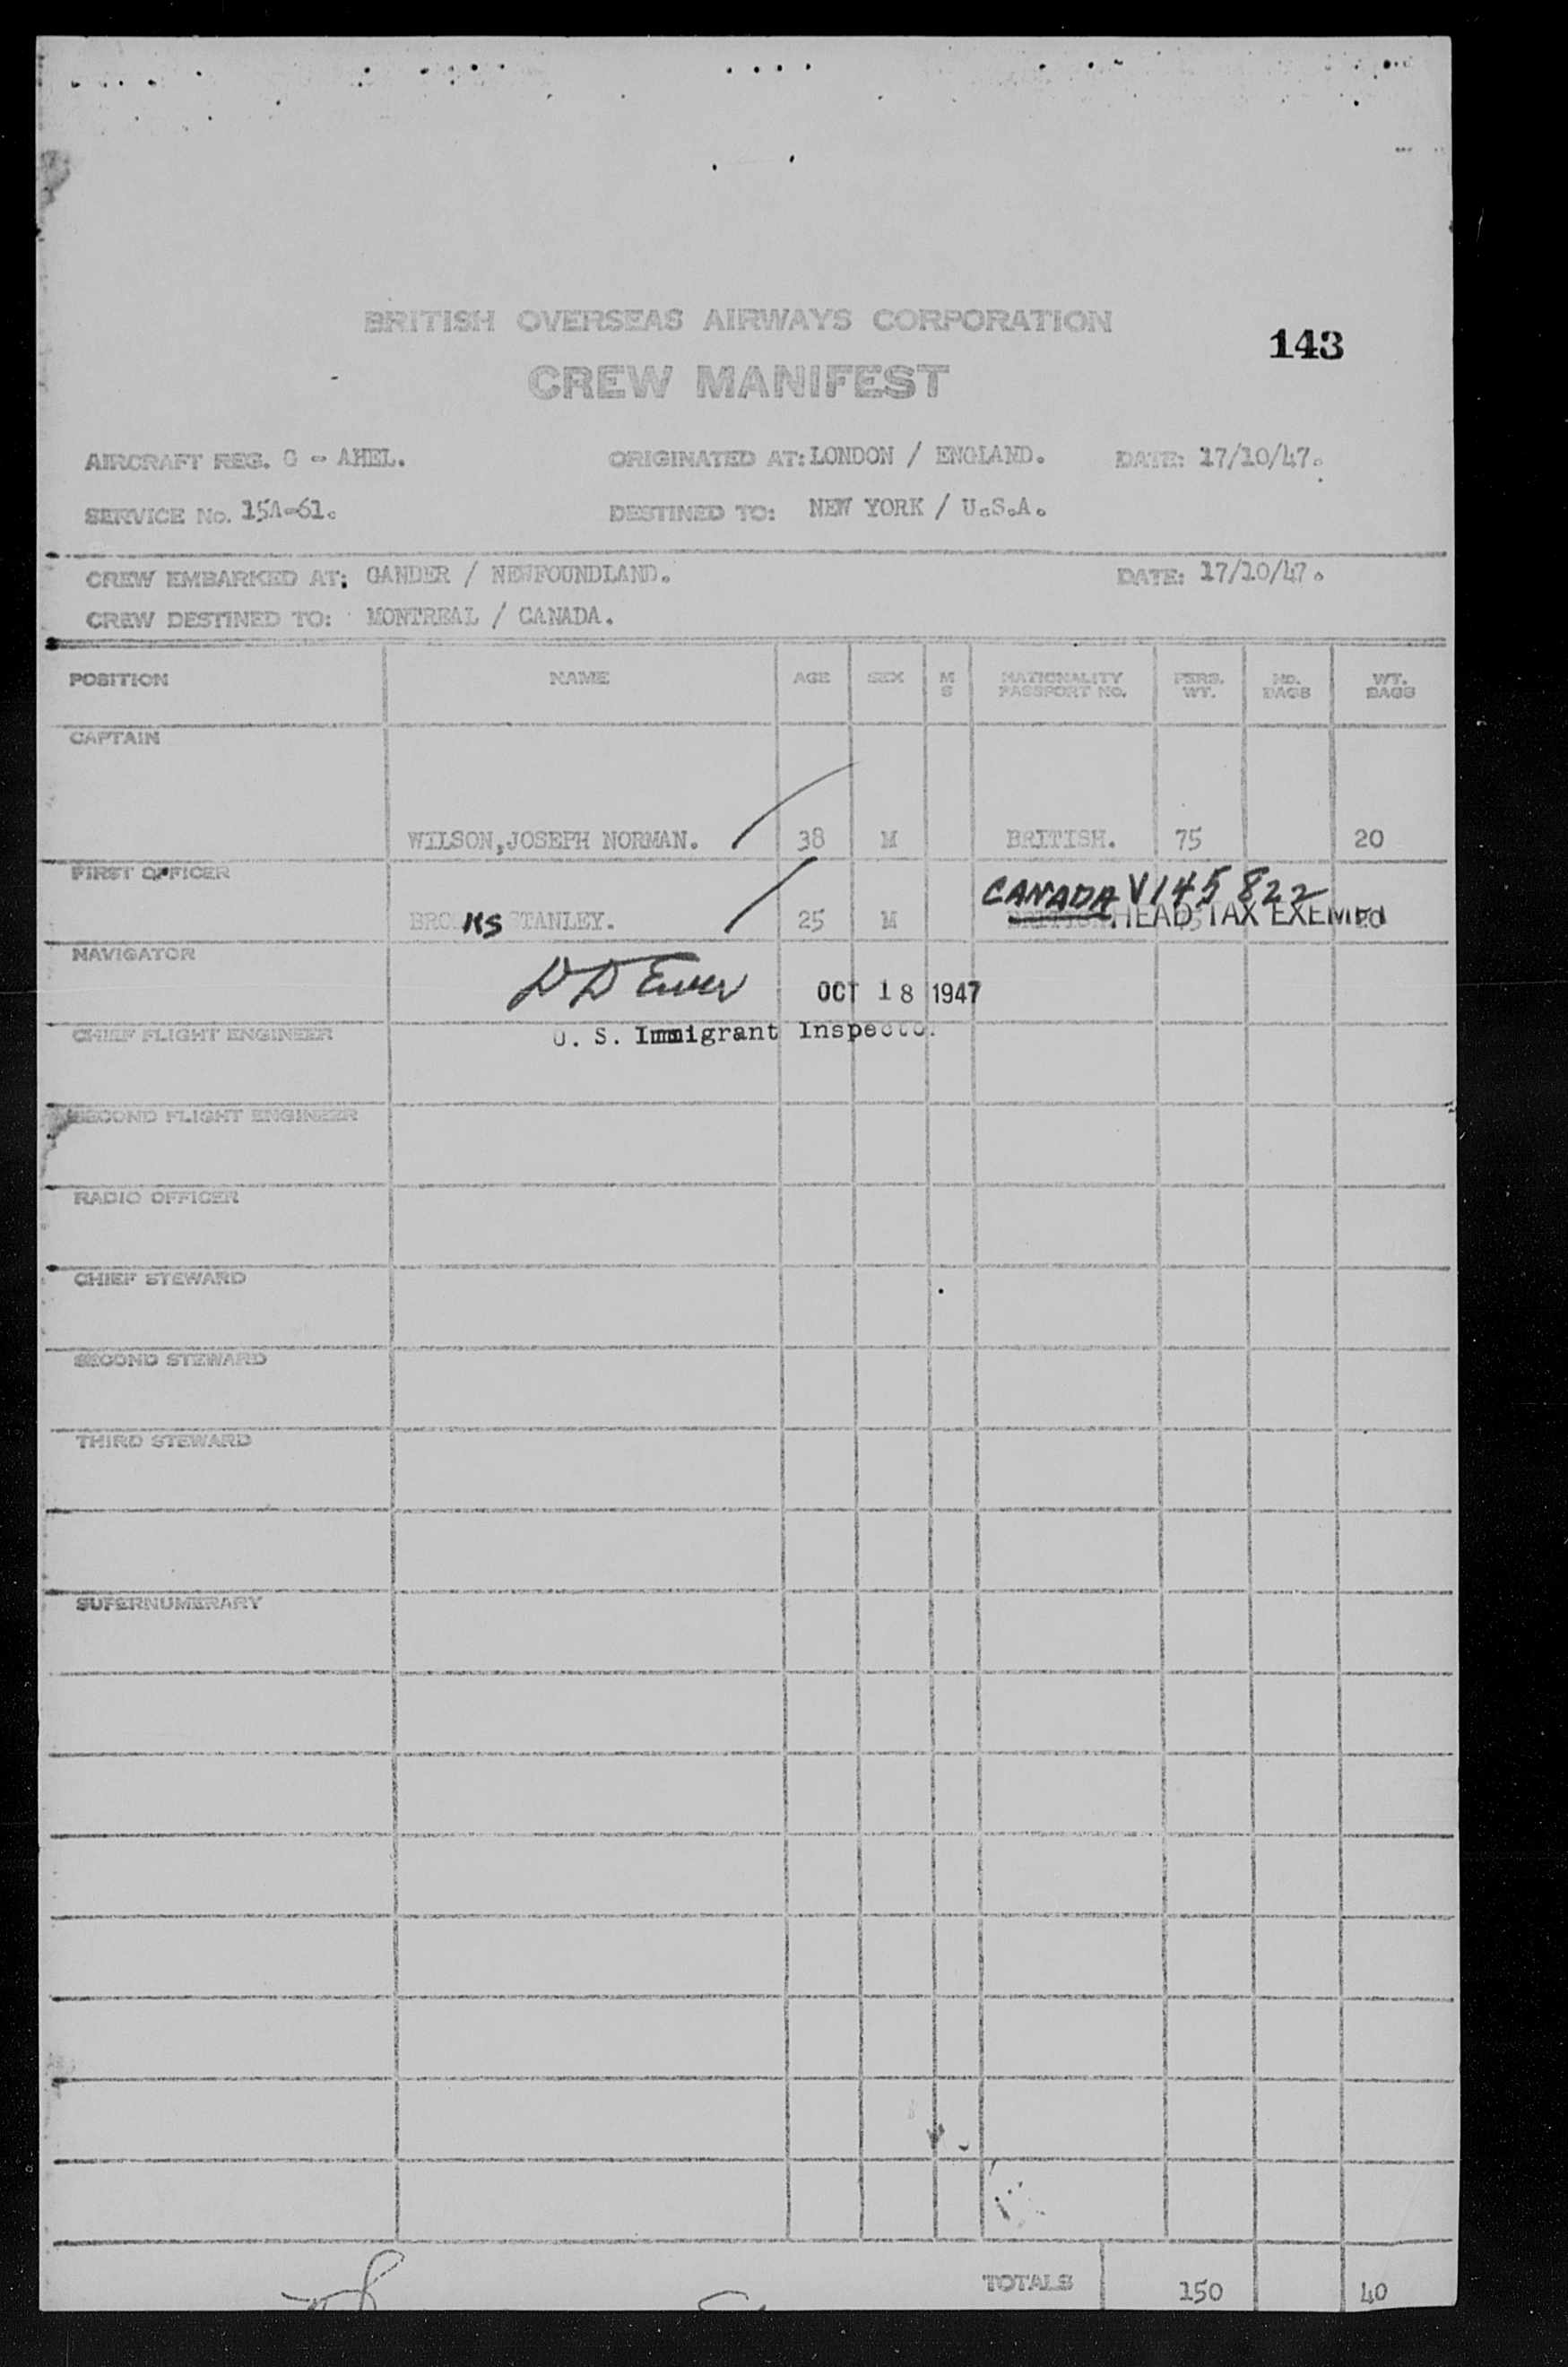 BRITISH OVERSEAS AIRWAYS CORPORATION
143
CREW MANIFEST
AIRCRAFT REG. G - AHEL. ORIGINATED AT: LONDON / ENGLAND. DATE: 17/10/47.
SERVICE No. 15A-61. DESTINED TO: NEW YORK / U.S.A.
CREW EMBARKED AT: GANDER / NEWFOUNDLAND. DATE: 17/10/47.
CREW DESTINED TO: MONTREAL / CANADA.
POSITION NAME AGE SEX M S NATIONALITY PASSPORT NO. PERS. WT. NO. BAGS WT. BAGS
CAPTAIN
WILSON, JOSEPH NORMAN. 38 M BRITISH. 75 20
FIRST OFFICER
CANADA V145822
STANLEY. 25 M HEAD TAX EXEMPT 20
NAVIGATOR
OCT 18 1947
CHIEF FLIGHT ENGINEER
U. S. Immigrant Inspector.
SECOND FLIGHT ENGINEER
RADIO OFFICER
CHIEF STEWARD
SECOND STEWARD
THIRD STEWARD
SUPERNUMERARY
TOTALS 150 40